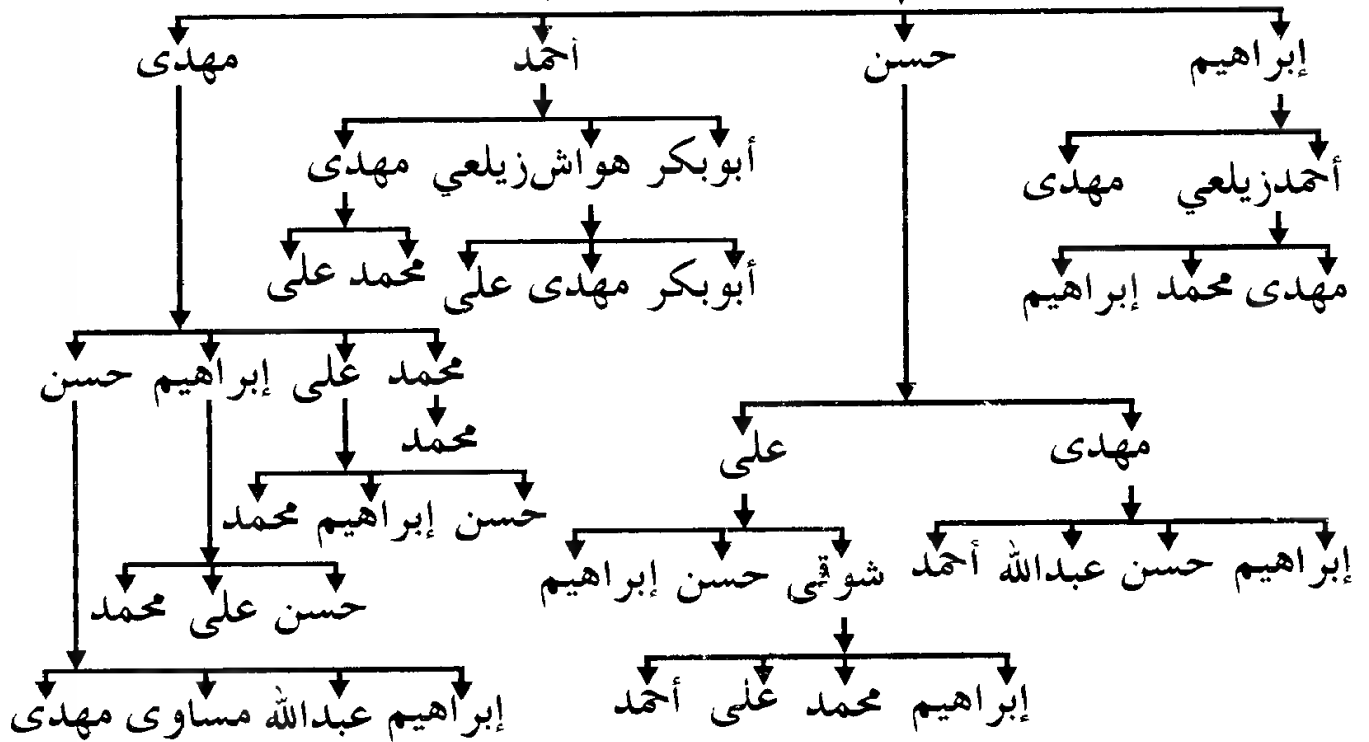 إبراهيم حسن أحمد مهدى
أبوبكر هواش زيلعي مهدى
أحمد زيلعي مهدى
أبوبكر مهدى على محمد على
مهدى محمد إبراهيم
محمد على إبراهيم حسن
محمد
مهدى على
حسن إبراهيم محمد
إبراهيم حسن عبدالله أحمد شوقى حسن إبراهيم
حسن على محمد
إبراهيم محمد على أحمد
إبراهيم عبدالله مساوى مهدى